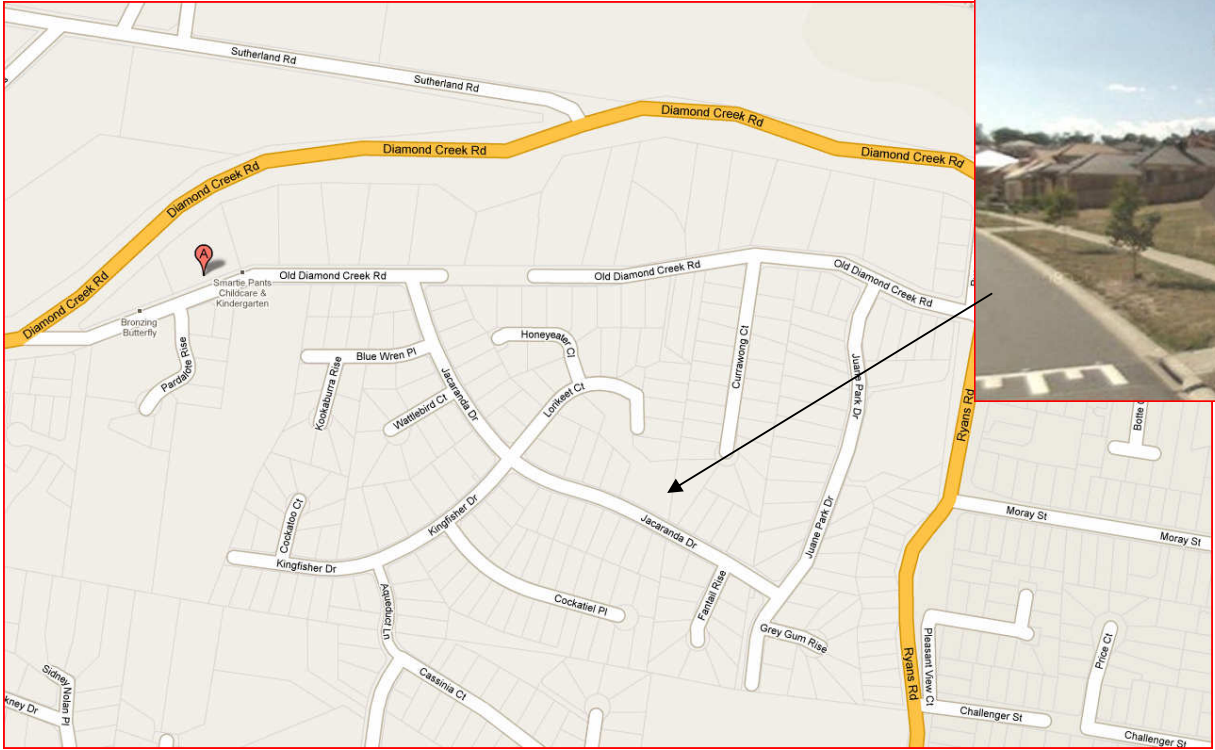 Sutherland Rd
Sutherland Rd
Diamond Creek Rd
Diamond Creek Rd
Diamond Creek Rd
Diamond Creek Rd
Diamond Creek Rd
A
Smartie Pants
Childcare &
Kindergarten
Bronzing
Butterfly
Old Diamond Creek Rd
Old Diamond Creek Rd
Old Diamond Creek Rd
Pardalote Rise
Blue Wren Pl
Kookaburra Rise
Wattlebird Ct
Jacaranda Dr
Honeyeater Cl
Lorikeet Ct
Currawong Ct
Juane Park Dr
Ryans Rd
Moray St
Moray St
Jacaranda Dr
Juane Park Dr
Kingfisher Dr
Cockatoo Ct
Kingfisher Dr
Aqueduct Ln
Cockatiel Pl
Fantail Rise
Grey Gum Rise
Pleasant View Ct
Price Ct
Ryans Rd
Cassinia Ct
Sidney
Nolan Pl
Challenger St
Challenger St